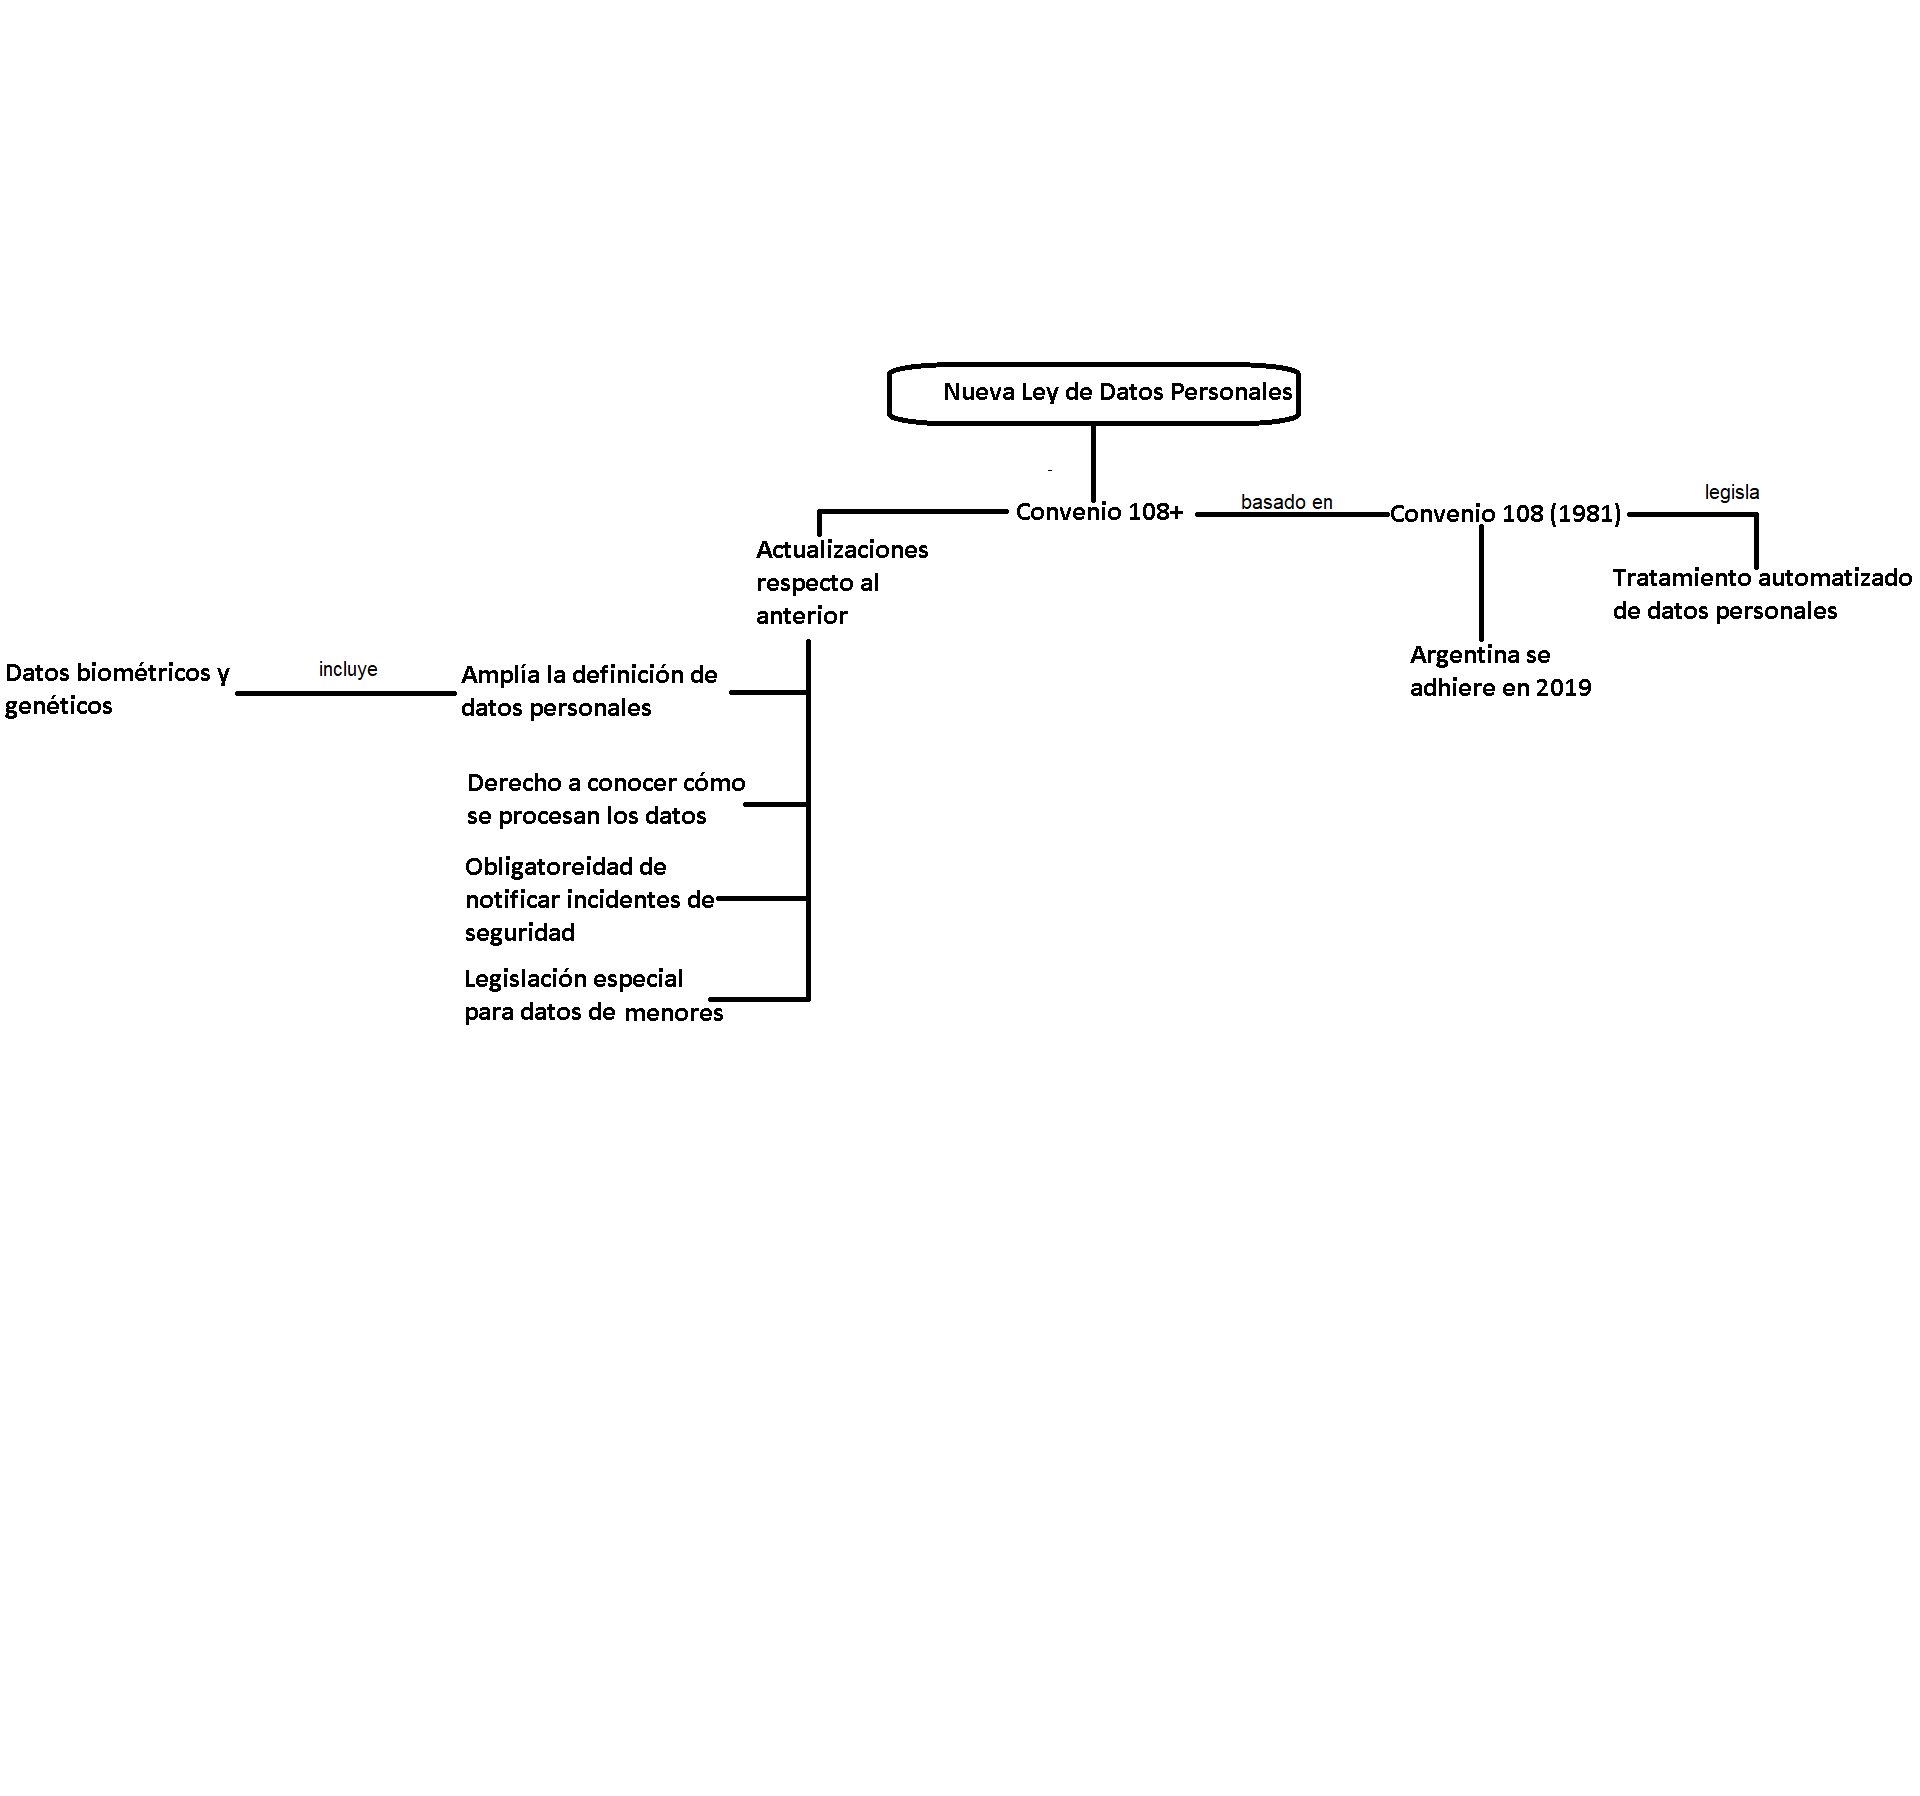 Nueva Ley de Datos Personales
-
Convenio 108+
basado en
Convenio 108 (1981)
legisla
Tratamiento automatizado
de datos personales
Argentina se
adhiere en 2019
Actualizaciones
respecto al
anterior
Amplía la definición de
datos personales
incluye
Datos biométricos y
genéticos
Derecho a conocer cómo
se procesan los datos
Obligatoreidad de
notificar incidentes de
seguridad
Legislación especial
para datos de menores